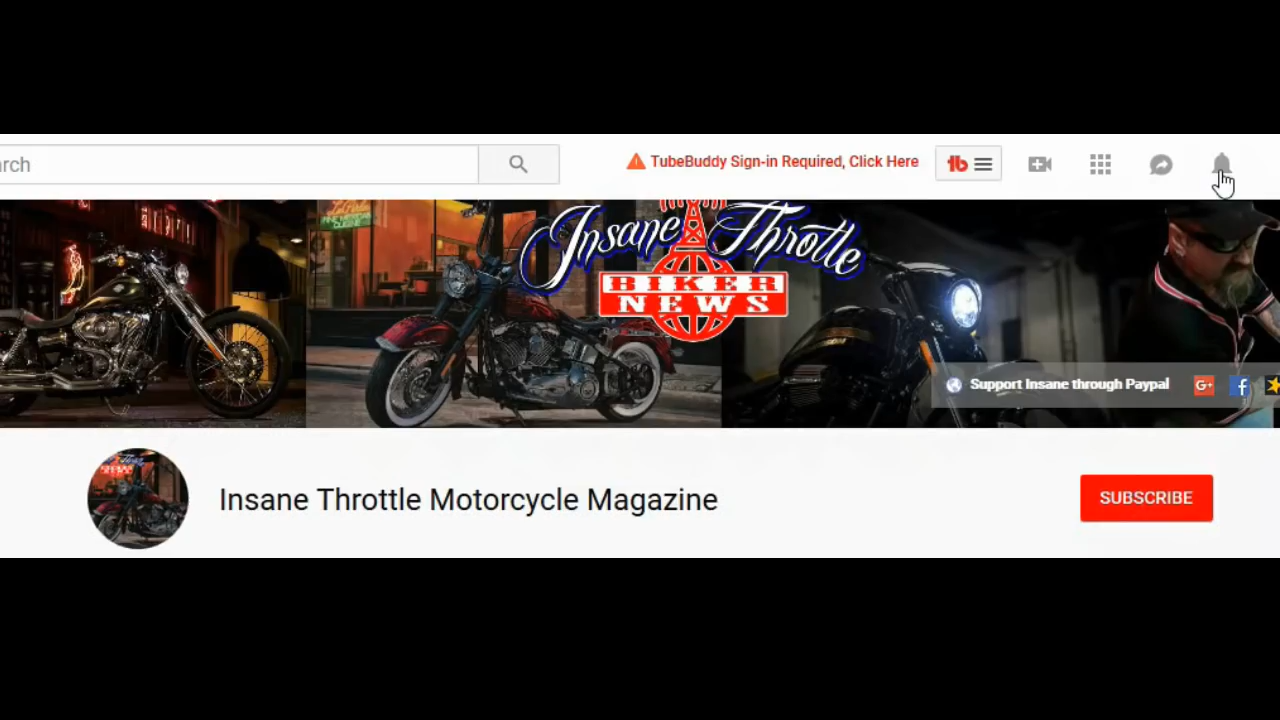 arch
TubeBuddy Sign-in Required, Click Here
tb
Insane Throttle
BIKER
NEWS
Support Insane through Paypal
G+
f
Insane Throttle Motorcycle Magazine
SUBSCRIBE